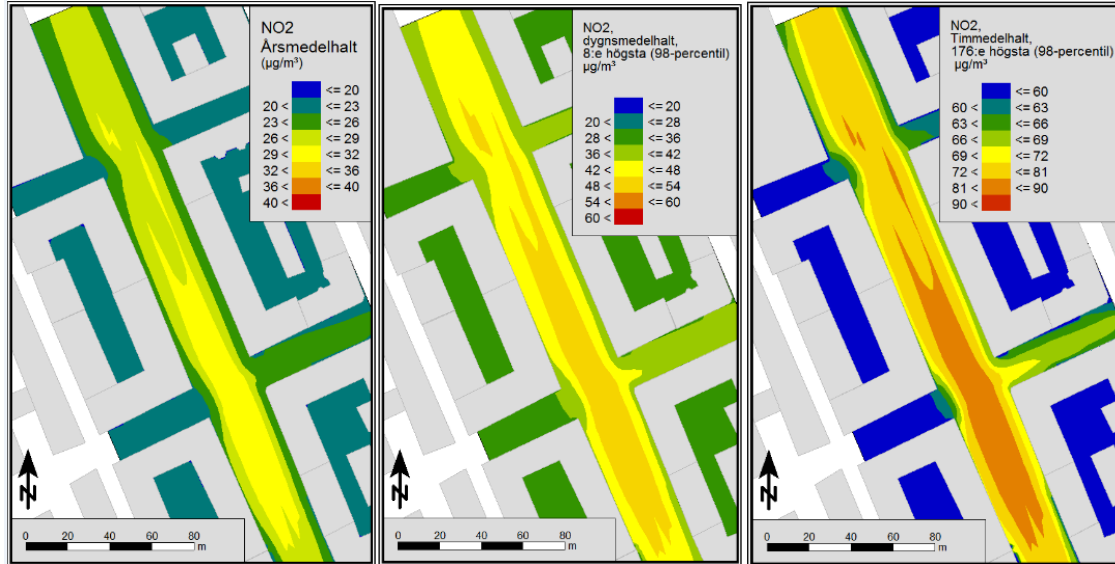 NO2
Årsmedelhalt
(µg/m³)
<= 20
20 < <= 23
23 < <= 26
26 < <= 29
29 < <= 32
32 < <= 36
36 < <= 40
40 <
N
0 20 40 60 80
m
NO2,
dygnsmedelhalt,
8:e högsta (98-percentil)
µg/m³
<= 20
20 < <= 28
28 < <= 36
36 < <= 42
42 < <= 48
48 < <= 54
54 < <= 60
60 <
N
0 20 40 60 80
m
NO2,
Timmedelhalt,
176:e högsta (98-percentil)
µg/m³
<= 60
60 < <= 63
63 < <= 66
66 < <= 69
69 < <= 72
72 < <= 81
81 < <= 90
90 <
N
0 20 40 60 80
m